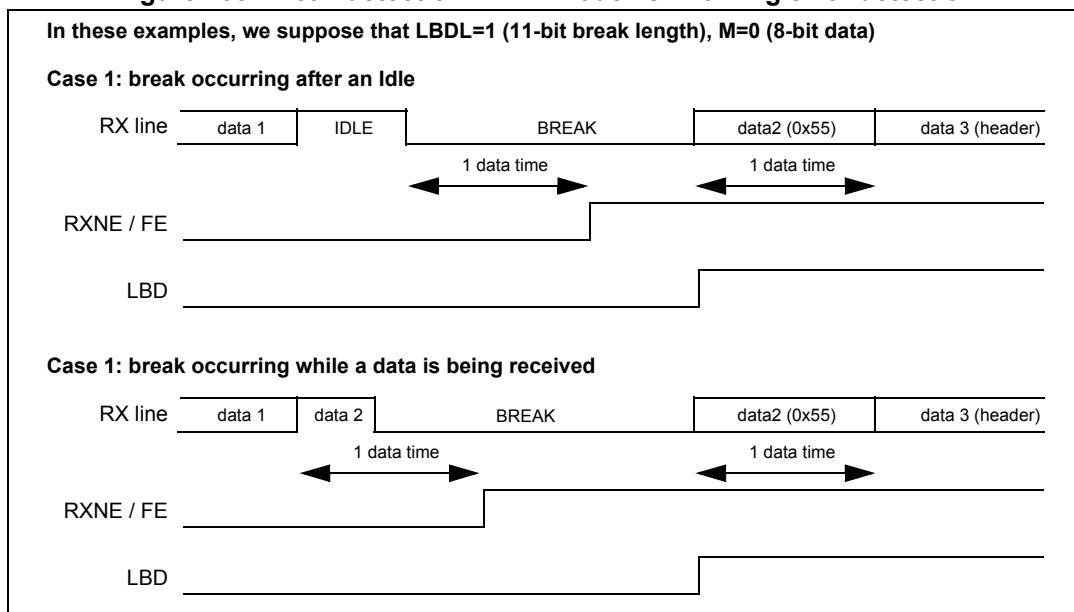 In these examples, we suppose that LBDL=1 (11-bit break length), M=0 (8-bit data)
Case 1: break occurring after an Idle
RX line data 1 IDLE BREAK data2 (0x55) data 3 (header)
1 data time 1 data time
RXNE / FE
LBD
Case 1: break occurring while a data is being received
RX line data 1 data 2 BREAK data2 (0x55) data 3 (header)
1 data time 1 data time
RXNE / FE
LBD